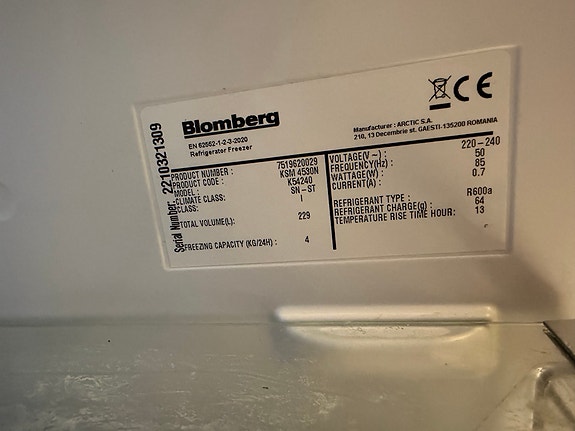 Blomberg
EN 62552-1-2-3-2020
Refrigerator Freezer
CE
Manufacturer : ARCTIC S.A.
210, 13 Decembrie st. GAESTI-135200 ROMANIA
Serial Number. 2210321309
PRODUCT NUMBER : 7519620029
PRODUCT CODE : KSM 4530N
MODEL : K54240
CLIMATE CLASS: SN-ST
CLASS: I
TOTAL VOLUME(L): 229
FREEZING CAPACITY (KG/24H) : 4
VOLTAGE(V ~) : 220-240
FREQUENCY(Hz) : 50
WATTAGE(W) : 85
CURRENT(A) : 0.7
REFRIGERANT TYPE : R600a
REFRIGERANT CHARGE(g) : 64
TEMPERATURE RISE TIME HOUR: 13